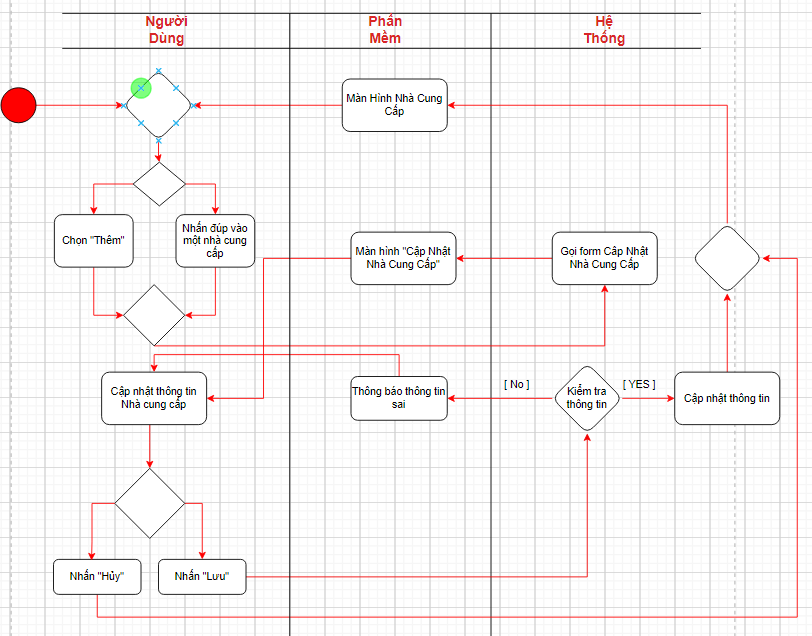 Người
Dùng
Phần
Mềm
Hệ
Thống
Màn Hình Nhà Cung
Cấp
Chọn "Thêm"
Nhấn đúp vào
một nhà cung
cấp
Màn hình "Cập Nhật
Nhà Cung Cấp"
Gọi form Cập Nhật
Nhà Cung Cấp
Cập nhật thông tin
Nhà cung cấp
Thông báo thông tin
sai
[ No ]
Kiểm tra
thông tin
[ YES ]
Cập nhật thông tin
Nhấn "Hủy"
Nhấn "Lưu"